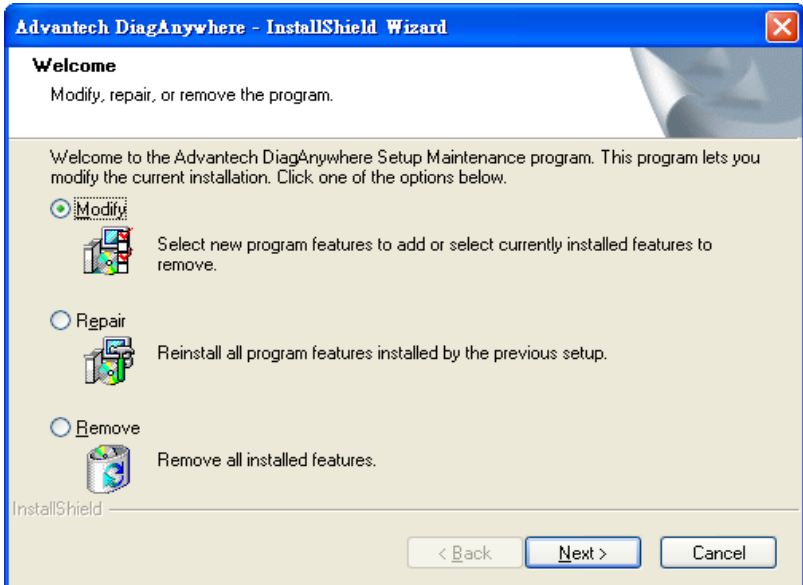 Advantech DiagAnywhere - InstallShield Wizard
Welcome
Modify, repair, or remove the program.
Welcome to the Advantech DiagAnywhere Setup Maintenance program. This program lets you
modify the current installation. Click one of the options below.
Modify
Select new program features to add or select currently installed features to
remove.
Repair
Reinstall all program features installed by the previous setup.
Remove
Remove all installed features.
InstallShield
< Back
Next >
Cancel